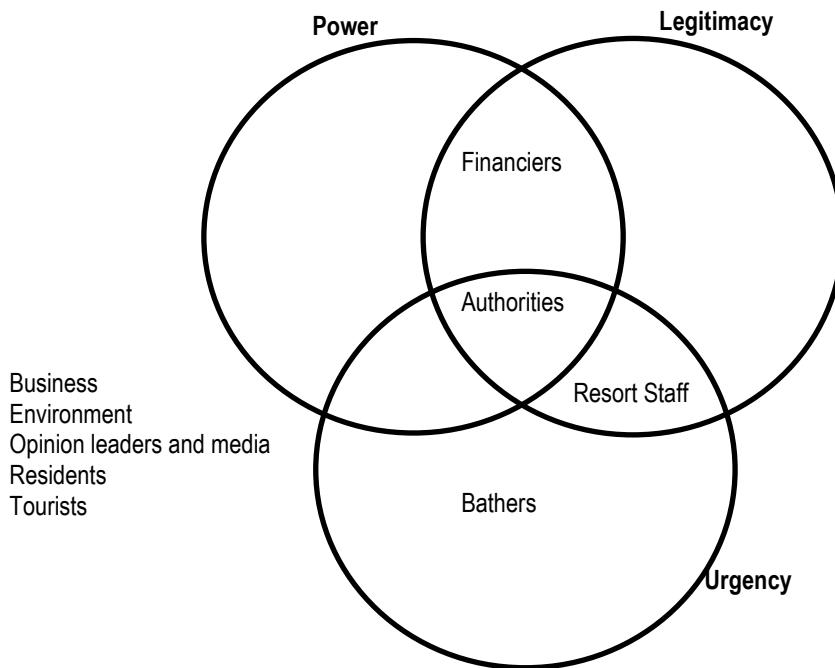 Power
Legitimacy
Financiers
Authorities
Business
Environment
Opinion leaders and media
Residents
Tourists
Resort Staff
Bathers
Urgency